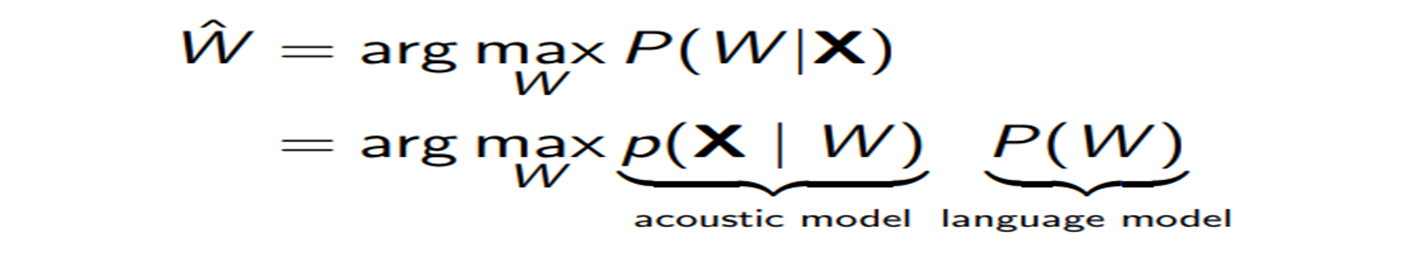 Ŵ = arg max P(W|X)
W
= arg max p(X | W) P(W)
W
acoustic model language model